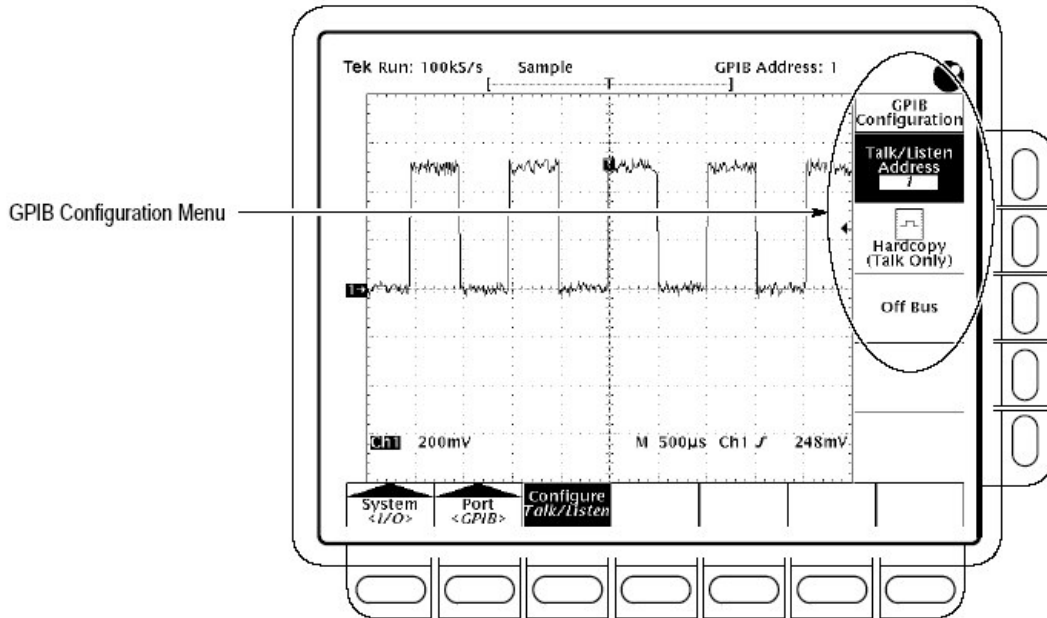 Tek Run: 100kS/s Sample GPIB Address: 1
[ T ]
GPIB
Configuration
Talk/Listen
Address
1
GPIB Configuration Menu
T
Hardcopy
(Talk Only)
1
Off Bus
Ch1 200mV M 500µs Ch1 248mV
System
<I/O>
Port
<GPIB>
Configure
Talk/Listen